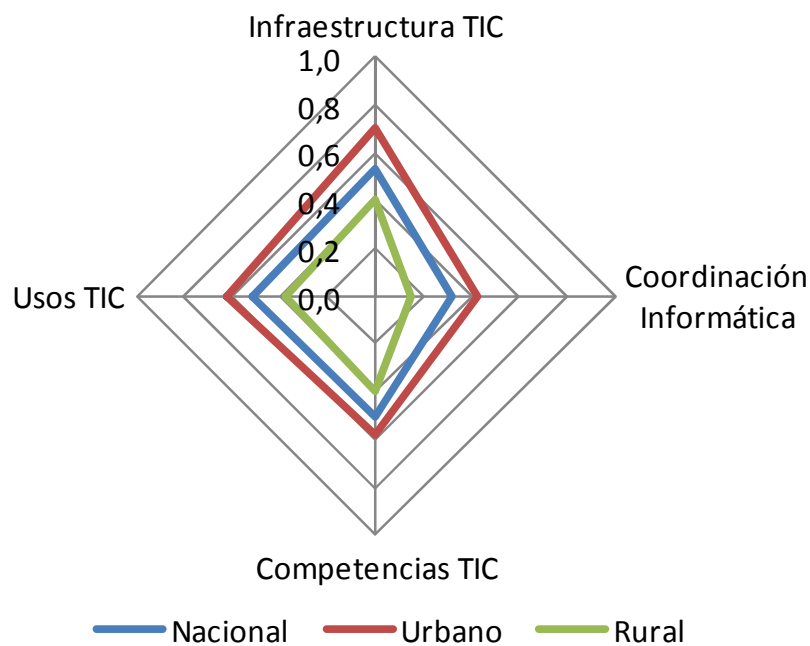 Infraestructura TIC
1,0
0,8
0,6
0,4
0,2
0,0
Usos TIC
Coordinación
Informática
Competencias TIC
Nacional Urbano Rural